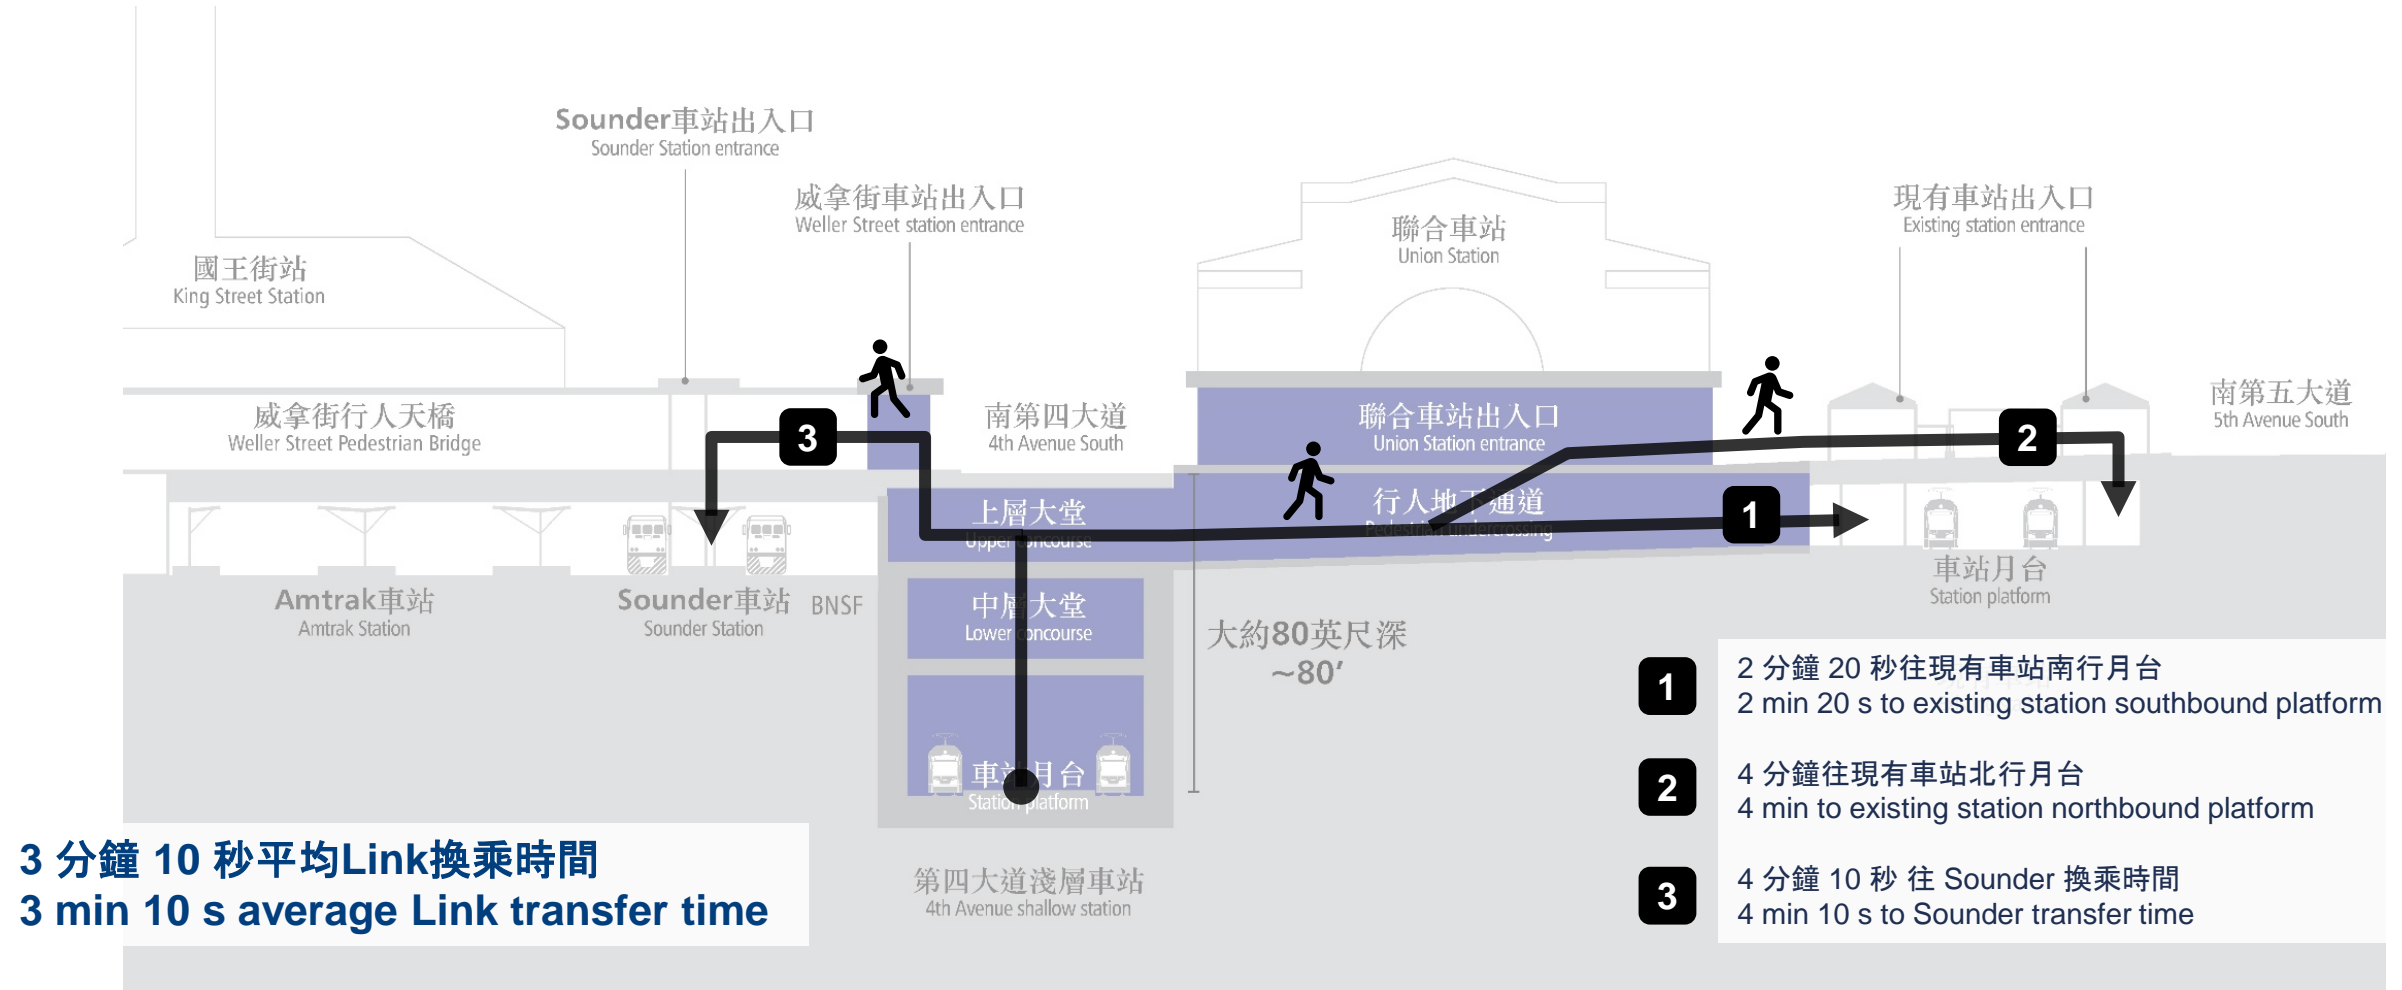 Sounder車站出入口
Sounder Station entrance
威拿街車站出入口
Weller Street station entrance
國王街站
King Street Station
聯合車站
Union Station
現有車站出入口
Existing station entrance
威拿街行人天橋
Weller Street Pedestrian Bridge
3
南第四大道
4th Avenue South
聯合車站出入口
Union Station entrance
2
南第五大道
5th Avenue South
上層大堂
Upper concourse
行人地下通道
Pedestrian undercrossing
1
Amtrak車站
Amtrak Station
Sounder車站
Sounder Station
BNSF
中層大堂
Lower concourse
車站月台
Station platform
大約80英尺深
~80'
車站月台
Station platform
第四大道淺層車站
4th Avenue shallow station
3 分鐘 10 秒平均Link換乘時間
3 min 10 s average Link transfer time
1
2 分鐘 20 秒往現有車站南行月台
2 min 20 s to existing station southbound platform
2
4 分鐘往現有車站北行月台
4 min to existing station northbound platform
3
4 分鐘 10 秒 往 Sounder 換乘時間
4 min 10 s to Sounder transfer time